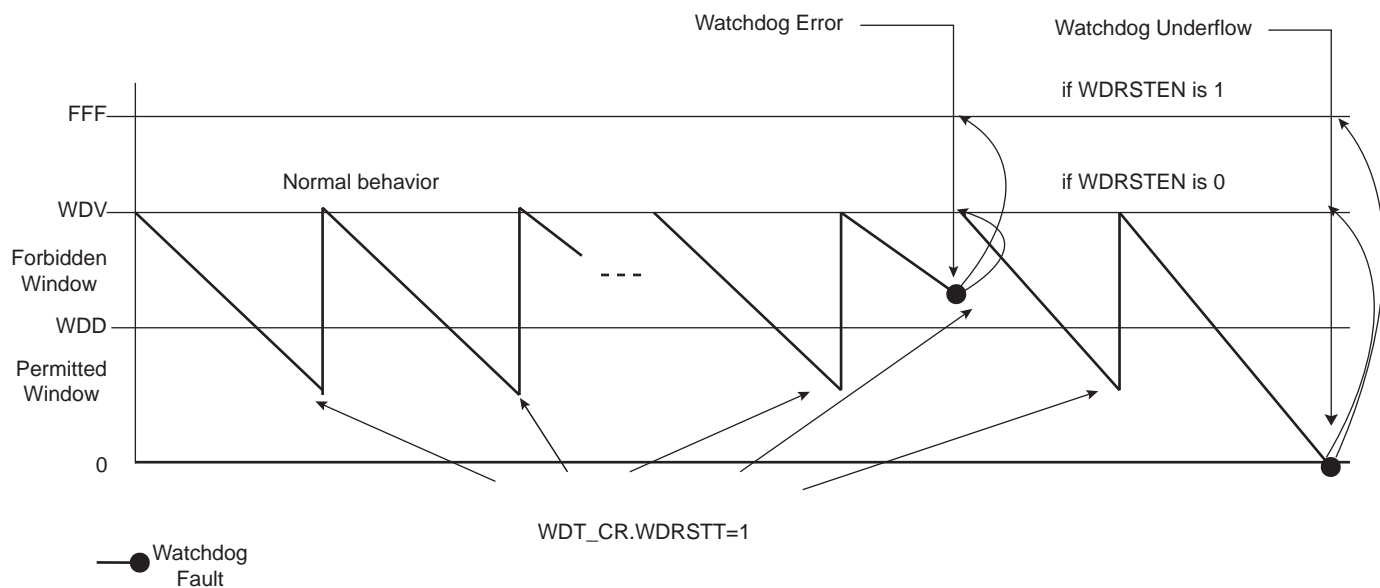 Watchdog Error
Watchdog Underflow
if WDRSTEN is 1
FFF
Normal behavior
if WDRSTEN is 0
WDV
Forbidden
Window
WDD
Permitted
Window
0
WDT_CR.WDRSTT=1
Watchdog
Fault